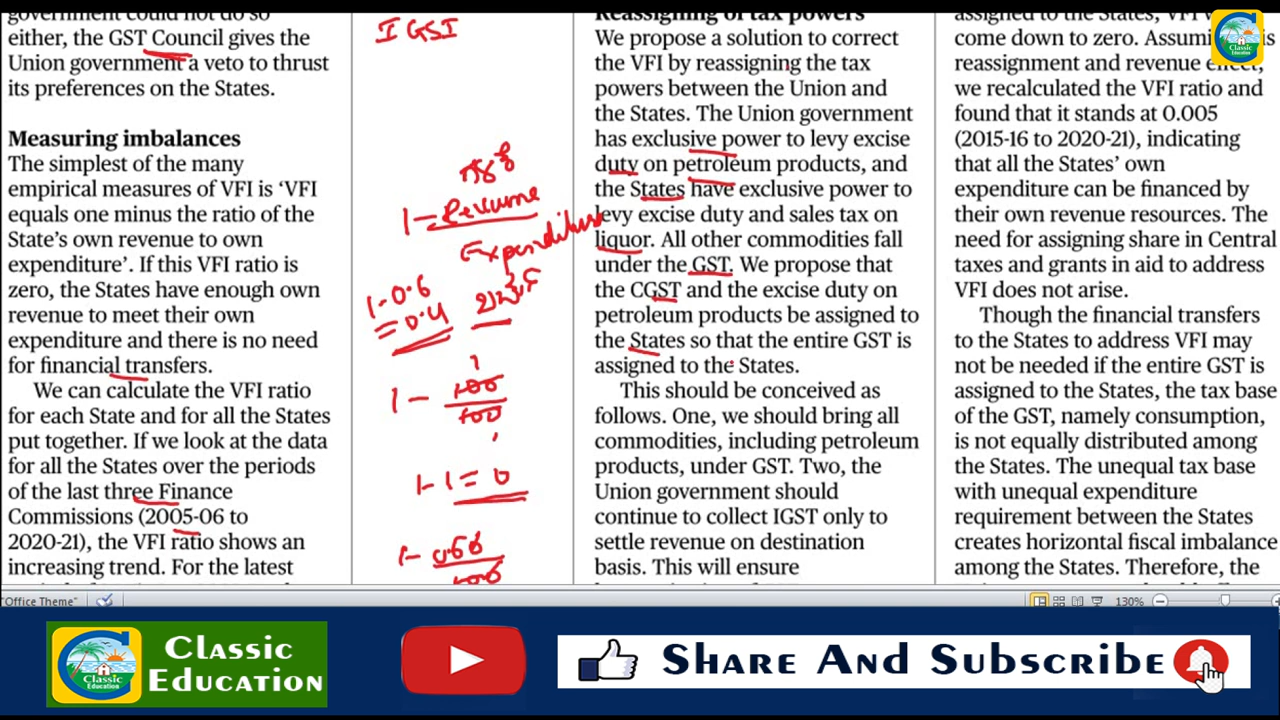 government could not do so
either, the GST Council gives the
Union government a veto to thrust
its preferences on the States.
Measuring imbalances
The simplest of the many
empirical measures of VFI is ‘VFI
equals one minus the ratio of the
State’s own revenue to own
expenditure’. If this VFI ratio is
zero, the States have enough own
revenue to meet their own
expenditure and there is no need
for financial transfers.
We can calculate the VFI ratio
for each State and for all the States
put together. If we look at the data
for all the States over the periods
of the last three Finance
Commissions (2005-06 to
2020-21), the VFI ratio shows an
increasing trend. For the latest
I GSI
1 - Revenue
Expenditure
1-0.6
= 0.4
1
1 - 100
100
1
1-1 = 0
1-
100
Reassigning of tax powers
We propose a solution to correct
the VFI by reassigning the tax
powers between the Union and
the States. The Union government
has exclusive power to levy excise
duty on petroleum products, and
the States have exclusive power to
levy excise duty and sales tax on
liquor. All other commodities fall
under the GST. We propose that
the CGST and the excise duty on
petroleum products be assigned to
the States so that the entire GST is
assigned to the States.
This should be conceived as
follows. One, we should bring all
commodities, including petroleum
products, under GST. Two, the
Union government should
continue to collect IGST only to
settle revenue on destination
basis. This will ensure
assigned to the States, VFI
come down to zero.
reassignment and revenue effect,
we recalculated the VFI ratio and
found that it stands at 0.005
(2015-16 to 2020-21), indicating
that all the States’ own
expenditure can be financed by
their own revenue resources. The
need for assigning share in Central
taxes and grants in aid to address
VFI does not arise.
Though the financial transfers
to the States to address VFI may
not be needed if the entire GST is
assigned to the States, the tax base
of the GST, namely consumption,
is not equally distributed among
the States. The unequal tax base
with unequal expenditure
requirement between the States
creates horizontal fiscal imbalance
among the States. Therefore, the
Classic
Education
"Office Theme"
130%
Classic
Education
Classic
Education
Share And Subscribe